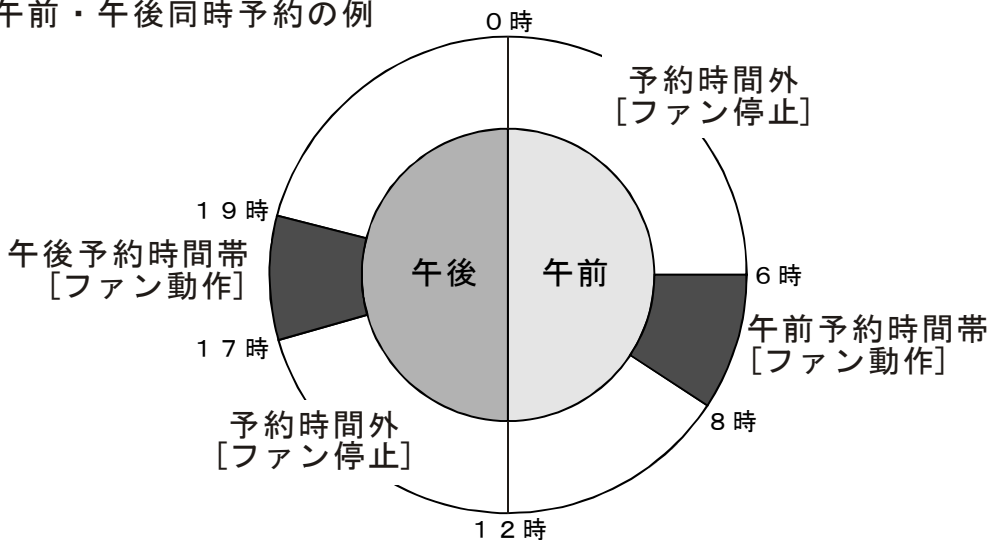 午前・午後同時予約の例
０時
予約時間外
[ファン停止]
１９時
午後予約時間帯
[ファン動作]
午後
午前
６時
午前予約時間帯
[ファン動作]
１７時
８時
予約時間外
[ファン停止]
１２時